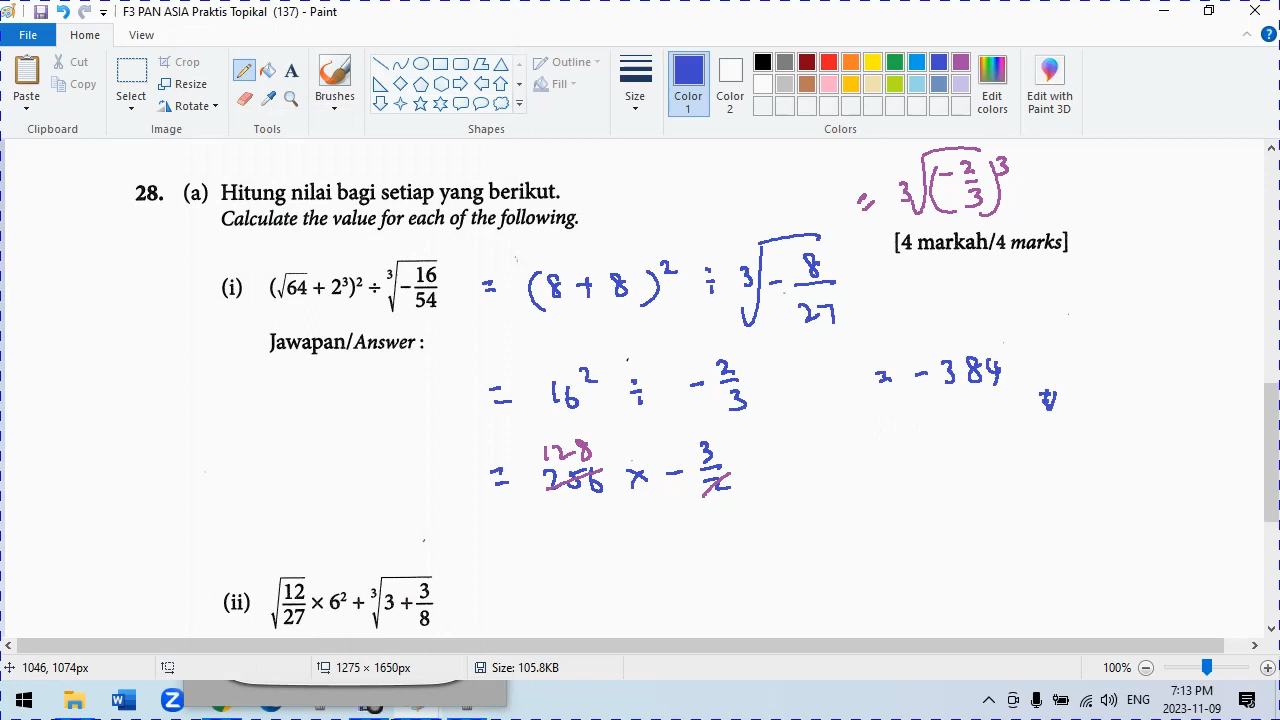 F3 PAN ASIA Praktis Topikal (137) - Paint
File Home View
Paste Cut Copy Clipboard
Select Crop Resize Rotate Image
Tools
Brushes
Shapes Outline Fill
Size
Color 1 Color 2 Edit colors Colors
Edit with Paint 3D
= ∛(-2/3)³
28. (a) Hitung nilai bagi setiap yang berikut.
Calculate the value for each of the following.
[4 markah/4 marks]
(i) (√64 + 2³)² ÷ ∛(-16/54) = (8 + 8)² ÷ ∛(-8/27)
Jawapan/Answer :
= 16² ÷ -2/3 = -384
128
= 256 × -3/2
(ii) √(12/27) × 6² + ∛(3 + 3/8)
1046, 1074px 1275 × 1650px Size: 105.8KB 100%
ENG 7:13 PM
2023-11-09